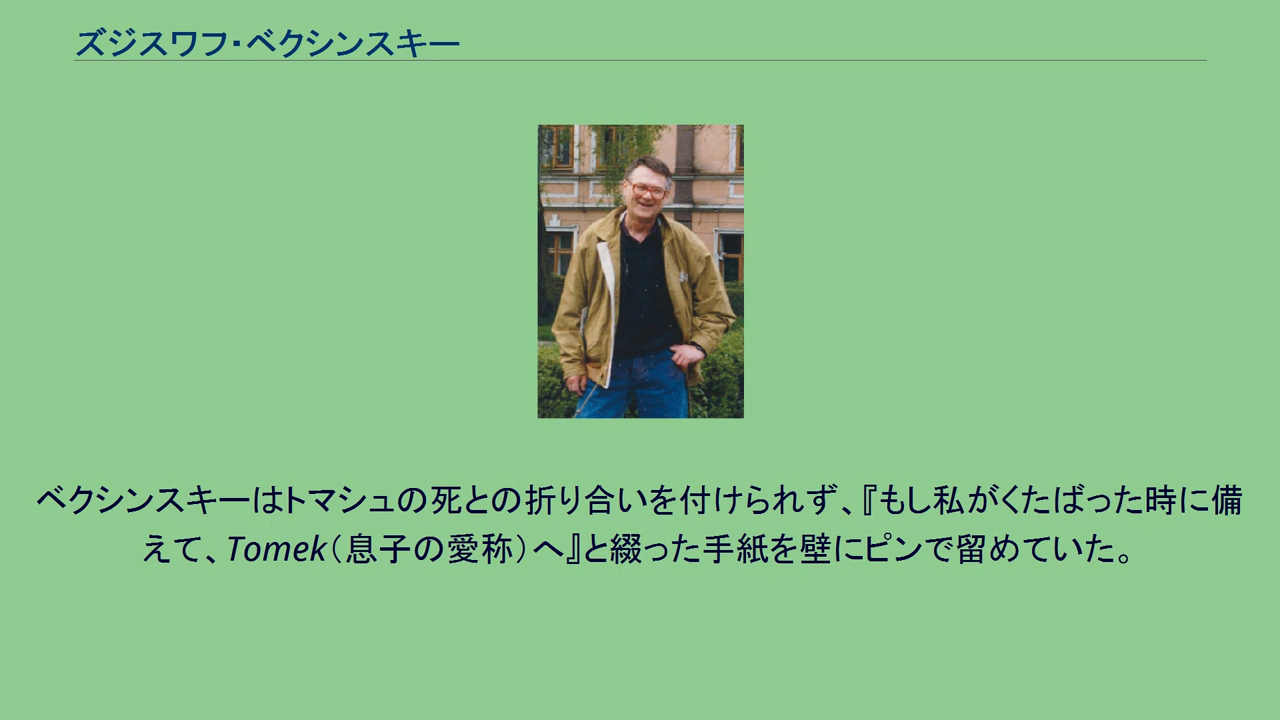 ズジスワフ・ベクシンスキー
ベクシンスキーはトマシュの死との折り合いを付けられず、『もし私がくたばった時に備
えて、Tomek（息子の愛称）へ』と綴った手紙を壁にピンで留めていた。